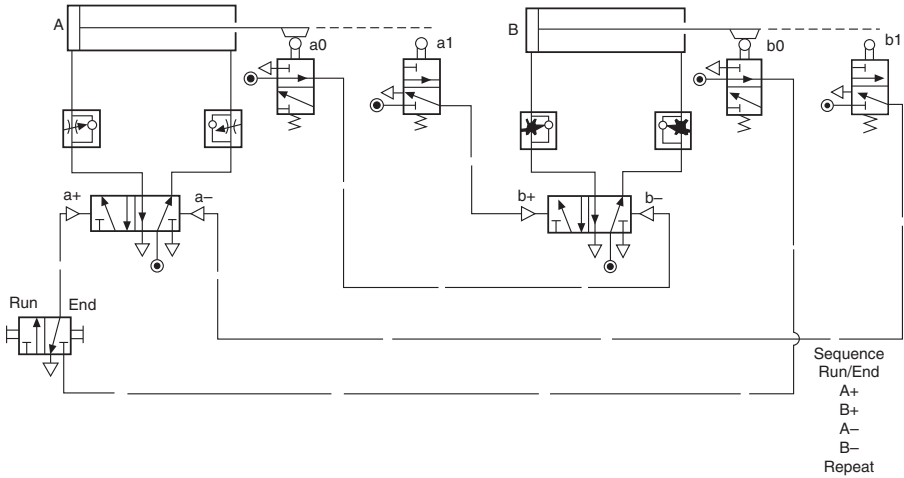 A
a0
a1
B
b0
b1
a+
a–
b+
b–
Run
End
Sequence
Run/End
A+
B+
A–
B–
Repeat